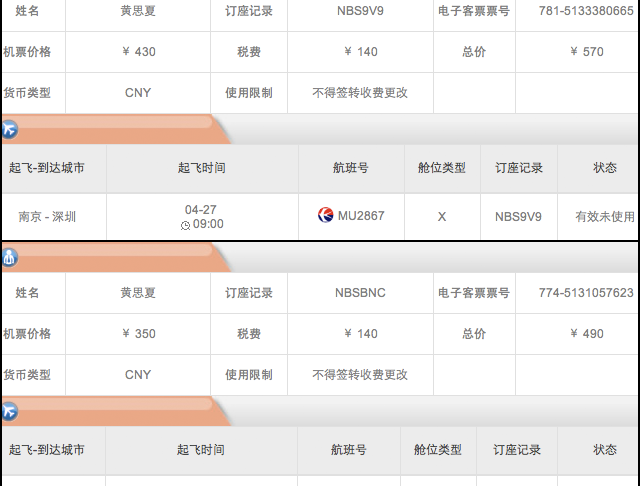 姓名 黄思夏 订座记录 NBS9V9 电子客票票号 781-5133380665
机票价格 ¥ 430 税费 ¥ 140 总价 ¥ 570
货币类型 CNY 使用限制 不得签转收费更改
起飞-到达城市 起飞时间 航班号 舱位类型 订座记录 状态
南京 - 深圳 04-27 09:00 MU2867 X NBS9V9 有效未使用
姓名 黄思夏 订座记录 NBSBNC 电子客票票号 774-5131057623
机票价格 ¥ 350 税费 ¥ 140 总价 ¥ 490
货币类型 CNY 使用限制 不得签转收费更改
起飞-到达城市 起飞时间 航班号 舱位类型 订座记录 状态